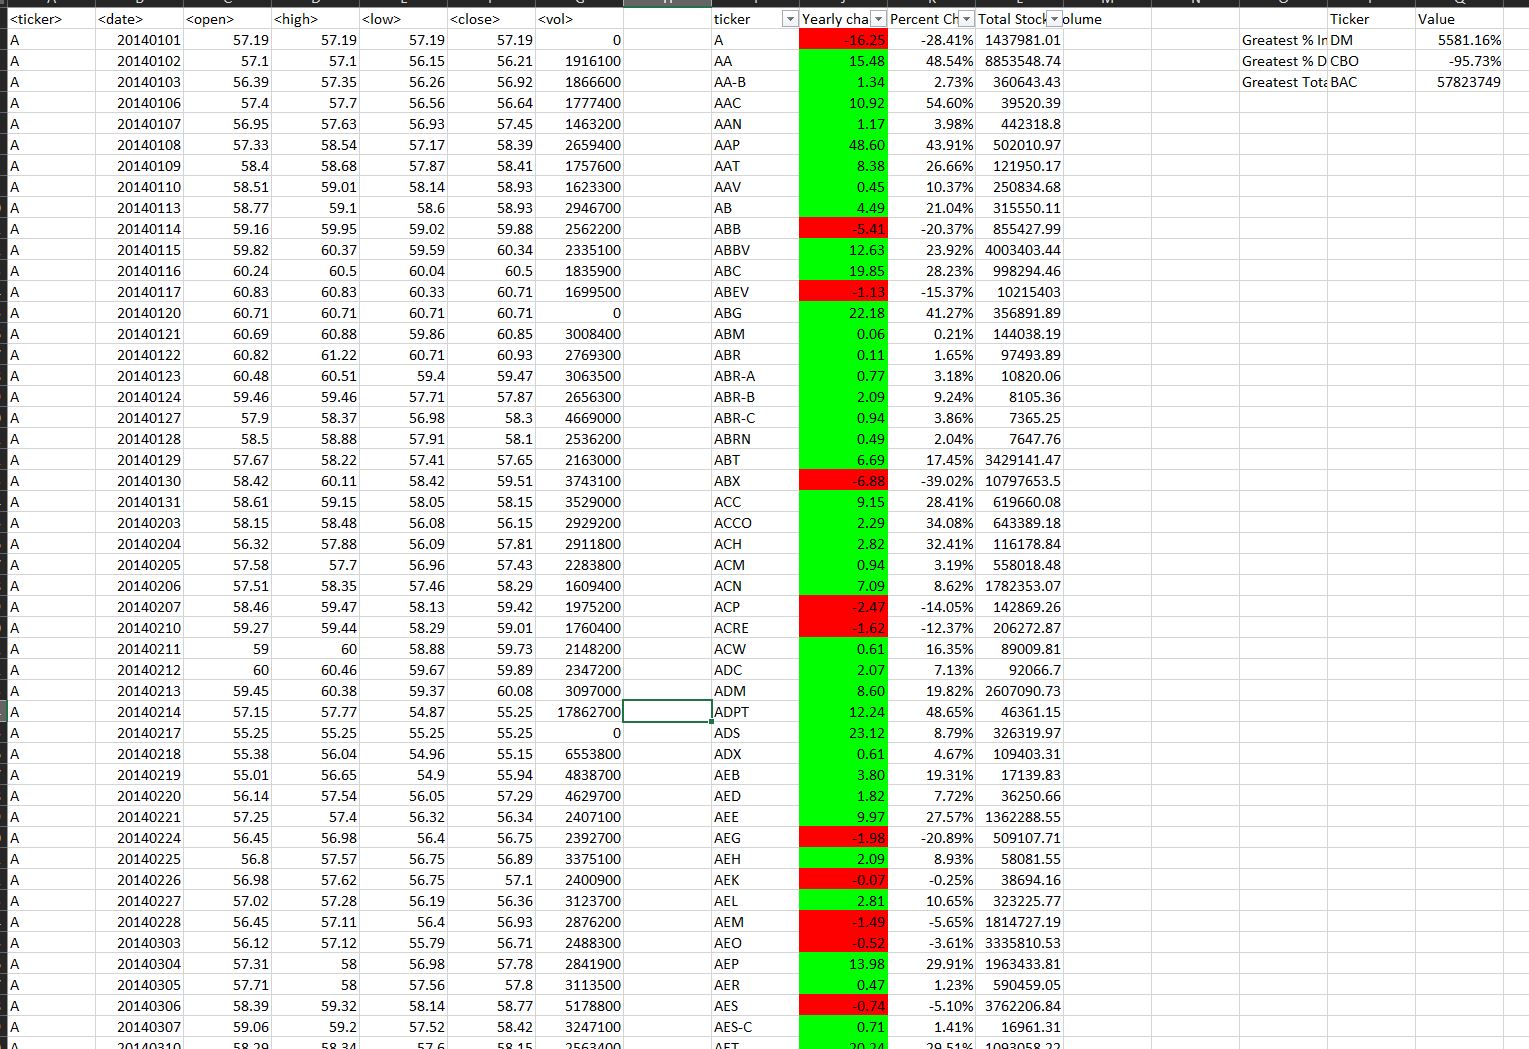 <ticker> <date> <open> <high> <low> <close> <vol> ticker Yearly cha Percent Ch Total Stock olume Ticker Value
A 20140101 57.19 57.19 57.19 57.19 0 A -16.25 -28.41% 1437981.01 Greatest % In DM 5581.16%
A 20140102 57.1 57.1 56.15 56.21 1916100 AA 15.48 48.54% 8853548.74 Greatest % D CBO -95.73%
A 20140103 56.39 57.35 56.26 56.92 1866600 AA-B 1.34 2.73% 360643.43 Greatest Tota BAC 57823749
A 20140106 57.4 57.7 56.56 56.64 1777400 AAC 10.92 54.60% 39520.39
A 20140107 56.95 57.63 56.93 57.45 1463200 AAN 1.17 3.98% 442318.8
A 20140108 57.33 58.54 57.17 58.39 2659400 AAP 48.60 43.91% 502010.97
A 20140109 58.4 58.68 57.87 58.41 1757600 AAT 8.38 26.66% 121950.17
A 20140110 58.51 59.01 58.14 58.93 1623300 AAV 0.45 10.37% 250834.68
A 20140113 58.77 59.1 58.6 58.93 2946700 AB 4.49 21.04% 315550.11
A 20140114 59.16 59.95 59.02 59.88 2562200 ABB -5.41 -20.37% 855427.99
A 20140115 59.82 60.37 59.59 60.34 2335100 ABBV 12.63 23.92% 4003403.44
A 20140116 60.24 60.5 60.04 60.5 1835900 ABC 19.85 28.23% 998294.46
A 20140117 60.83 60.83 60.33 60.71 1699500 ABEV -1.13 -15.37% 10215403
A 20140120 60.71 60.71 60.71 60.71 0 ABG 22.18 41.27% 356891.89
A 20140121 60.69 60.88 59.86 60.85 3008400 ABM 0.06 0.21% 144038.19
A 20140122 60.82 61.22 60.71 60.93 2769300 ABR 0.11 1.65% 97493.89
A 20140123 60.48 60.51 59.4 59.47 3063500 ABR-A 0.77 3.18% 10820.06
A 20140124 59.46 59.46 57.71 57.87 2656300 ABR-B 2.09 9.24% 8105.36
A 20140127 57.9 58.37 56.98 58.3 4669000 ABR-C 0.94 3.86% 7365.25
A 20140128 58.5 58.88 57.91 58.1 2536200 ABRN 0.49 2.04% 7647.76
A 20140129 57.67 58.22 57.41 57.65 2163000 ABT 6.69 17.45% 3429141.47
A 20140130 58.42 60.11 58.42 59.51 3743100 ABX -6.88 -39.02% 10797653.5
A 20140131 58.61 59.15 58.05 58.15 3529000 ACC 9.15 28.41% 619660.08
A 20140203 58.15 58.48 56.08 56.15 2929200 ACCO 2.29 34.08% 643389.18
A 20140204 56.32 57.88 56.09 57.81 2911800 ACH 2.82 32.41% 116178.84
A 20140205 57.58 57.7 56.96 57.43 2283800 ACM 0.94 3.19% 558018.48
A 20140206 57.51 58.35 57.46 58.29 1609400 ACN 7.09 8.62% 1782353.07
A 20140207 58.46 59.47 58.13 59.42 1975200 ACP -2.47 -14.05% 142869.26
A 20140210 59.27 59.44 58.29 59.01 1760400 ACRE -1.62 -12.37% 206272.87
A 20140211 59 60 58.88 59.73 2148200 ACW 0.61 16.35% 89009.81
A 20140212 60 60.46 59.67 59.89 2347200 ADC 2.07 7.13% 92066.7
A 20140213 59.45 60.38 59.37 60.08 3097000 ADM 8.60 19.82% 2607090.73
A 20140214 57.15 57.77 54.87 55.25 17862700 ADPT 12.24 48.65% 46361.15
A 20140217 55.25 55.25 55.25 55.25 0 ADS 23.12 8.79% 326319.97
A 20140218 55.38 56.04 54.96 55.15 6553800 ADX 0.61 4.67% 109403.31
A 20140219 55.01 56.65 54.9 55.94 4838700 AEB 3.80 19.31% 17139.83
A 20140220 56.14 57.54 56.05 57.29 4629700 AED 1.82 7.72% 36250.66
A 20140221 57.25 57.4 56.32 56.34 2407100 AEE 9.97 27.57% 1362288.55
A 20140224 56.45 56.98 56.4 56.75 2392700 AEG -1.98 -20.89% 509107.71
A 20140225 56.8 57.57 56.75 56.89 3375100 AEH 2.09 8.93% 58081.55
A 20140226 56.98 57.62 56.75 57.1 2400900 AEK -0.07 -0.25% 38694.16
A 20140227 57.02 57.28 56.19 56.36 3123700 AEL 2.81 10.65% 323225.77
A 20140228 56.45 57.11 56.4 56.93 2876200 AEM -1.49 -5.65% 1814727.19
A 20140303 56.12 57.12 55.79 56.71 2488300 AEO -0.52 -3.61% 3335810.53
A 20140304 57.31 58 56.98 57.78 2841900 AEP 13.98 29.91% 1963433.81
A 20140305 57.71 58 57.56 57.8 3113500 AER 0.47 1.23% 590459.05
A 20140306 58.39 59.32 58.14 58.77 5178800 AES -0.74 -5.10% 3762206.84
A 20140307 59.06 59.2 57.52 58.42 3247100 AES-C 0.71 1.41% 16961.31
A 20140310 58.29 58.34 57.6 58.15 2563400 AET 20.24 29.51% 1093058.22